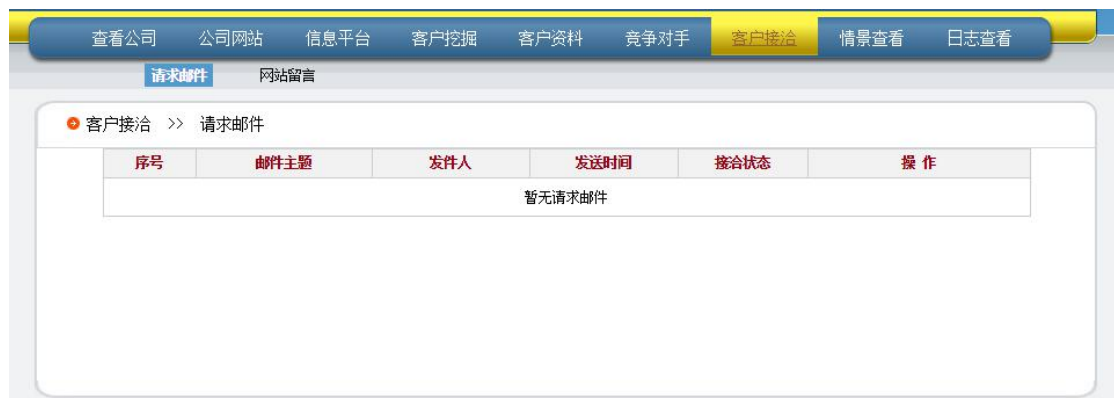 查看公司 公司网站 信息平台 客户挖掘 客户资料 竞争对手 客户接洽 情景查看 日志查看
请求邮件 网站留言
客户接洽 >> 请求邮件
序号 邮件主题 发件人 发送时间 接洽状态 操 作
暂无请求邮件